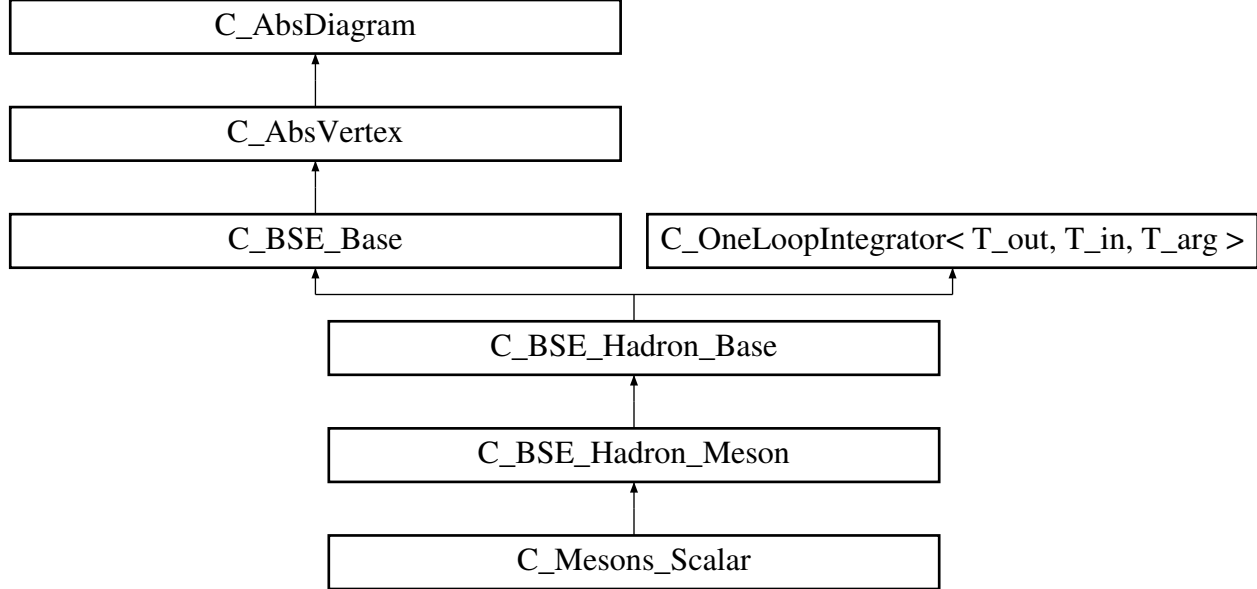 C_AbsDiagram
C_AbsVertex
C_BSE_Base
C_OneLoopIntegrator< T_out, T_in, T_arg >
C_BSE_Hadron_Base
C_BSE_Hadron_Meson
C_Mesons_Scalar